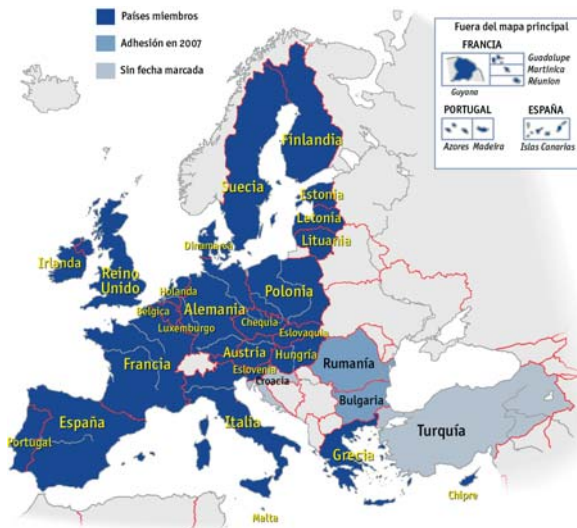 Países miembros
Adhesión en 2007
Sin fecha marcada
Fuera del mapa principal
FRANCIA
Guadalupe
Martinica
Réunion
Guyana
PORTUGAL
ESPAÑA
Azores
Madeira
Islas Canarias
Finlandia
Suecia
Estonia
Letonia
Lituania
Dinamarca
Irlanda
Reino
Unido
Holanda
Belgica
Luxemburgo
Alemania
Polonia
Chequia
Eslovaquia
Francia
Austria
Hungría
Eslovenia
Croacia
Rumanía
Bulgaria
España
Portugal
Italia
Grecia
Turquía
Malta
Chipre